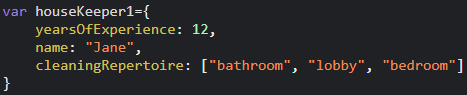 var houseKeeper1={
    yearsOfExperience: 12,
    name: "Jane",
    cleaningRepertoire: ["bathroom", "lobby", "bedroom"]
}